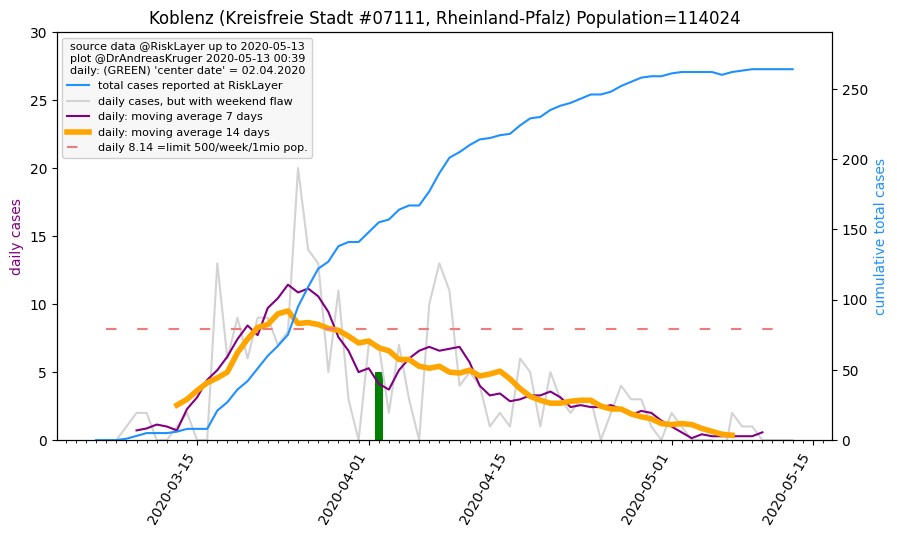 Koblenz (Kreisfreie Stadt #07111, Rheinland-Pfalz) Population=114024
source data @RiskLayer up to 2020-05-13
plot @DrAndreasKruger 2020-05-13 00:39
daily: (GREEN) 'center date' = 02.04.2020
total cases reported at RiskLayer
daily cases, but with weekend flaw
daily: moving average 7 days
daily: moving average 14 days
daily 8.14 =limit 500/week/1mio pop.
daily cases
30
25
20
15
10
5
0
cumulative total cases
250
200
150
100
50
0
2020-03-15
2020-04-01
2020-04-15
2020-05-01
2020-05-15